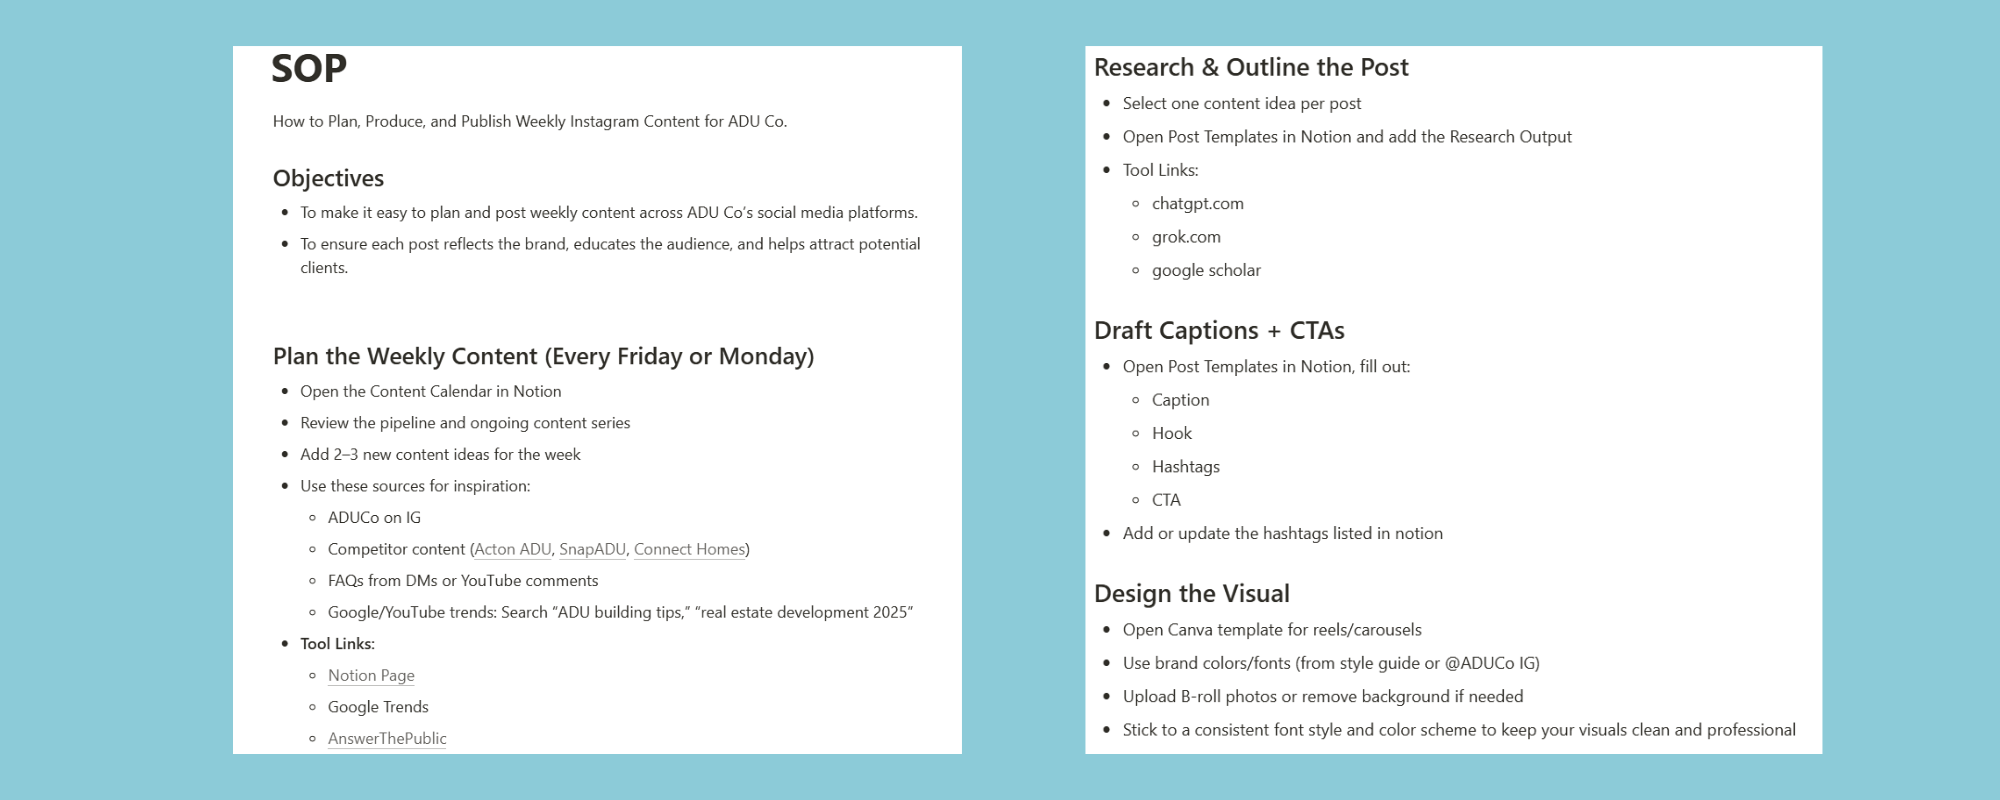 SOP
How to Plan, Produce, and Publish Weekly Instagram Content for ADU Co.
Objectives
• To make it easy to plan and post weekly content across ADU Co's social media platforms.
• To ensure each post reflects the brand, educates the audience, and helps attract potential
clients.
Plan the Weekly Content (Every Friday or Monday)
• Open the Content Calendar in Notion
• Review the pipeline and ongoing content series
• Add 2–3 new content ideas for the week
• Use these sources for inspiration:
◦ ADUCo on IG
◦ Competitor content (Acton ADU, SnapADU, Connect Homes)
◦ FAQs from DMs or YouTube comments
◦ Google/YouTube trends: Search “ADU building tips,” “real estate development 2025”
• Tool Links:
◦ Notion Page
◦ Google Trends
◦ AnswerThePublic
Research & Outline the Post
• Select one content idea per post
• Open Post Templates in Notion and add the Research Output
• Tool Links:
◦ chatgpt.com
◦ grok.com
◦ google scholar
Draft Captions + CTAs
• Open Post Templates in Notion, fill out:
◦ Caption
◦ Hook
◦ Hashtags
◦ CTA
• Add or update the hashtags listed in notion
Design the Visual
• Open Canva template for reels/carousels
• Use brand colors/fonts (from style guide or @ADUCo IG)
• Upload B-roll photos or remove background if needed
• Stick to a consistent font style and color scheme to keep your visuals clean and professional